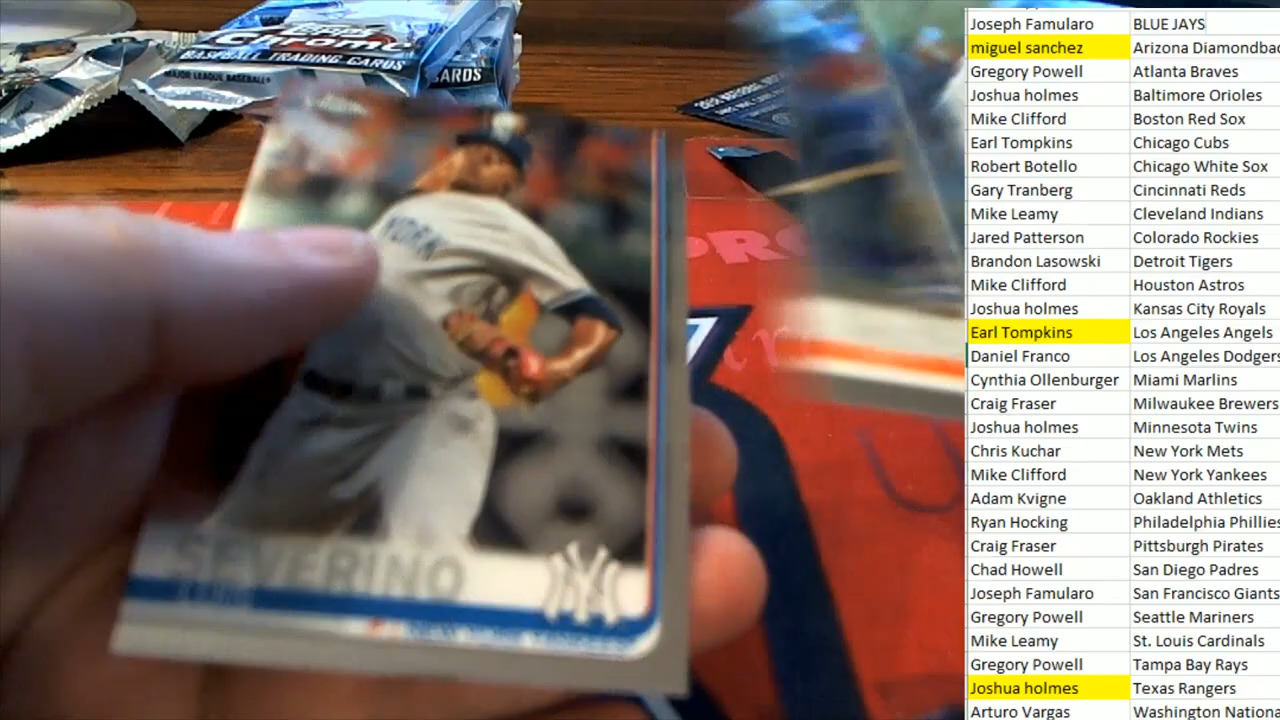 Topps
Chrome
BASEBALL TRADING CARDS
MAJOR LEAGUE BASEBALL
CARDS
YORK
SEVERINO
LUIS
NY
NEW YORK YANKEES
Joseph Famularo BLUE JAYS
miguel sanchez Arizona Diamondbac
Gregory Powell Atlanta Braves
Joshua holmes Baltimore Orioles
Mike Clifford Boston Red Sox
Earl Tompkins Chicago Cubs
Robert Botello Chicago White Sox
Gary Tranberg Cincinnati Reds
Mike Leamy Cleveland Indians
Jared Patterson Colorado Rockies
Brandon Lasowski Detroit Tigers
Mike Clifford Houston Astros
Joshua holmes Kansas City Royals
Earl Tompkins Los Angeles Angels
Daniel Franco Los Angeles Dodgers
Cynthia Ollenburger Miami Marlins
Craig Fraser Milwaukee Brewers
Joshua holmes Minnesota Twins
Chris Kuchar New York Mets
Mike Clifford New York Yankees
Adam Kvigne Oakland Athletics
Ryan Hocking Philadelphia Phillies
Craig Fraser Pittsburgh Pirates
Chad Howell San Diego Padres
Joseph Famularo San Francisco Giants
Gregory Powell Seattle Mariners
Mike Leamy St. Louis Cardinals
Gregory Powell Tampa Bay Rays
Joshua holmes Texas Rangers
Arturo Vargas Washington Nationa